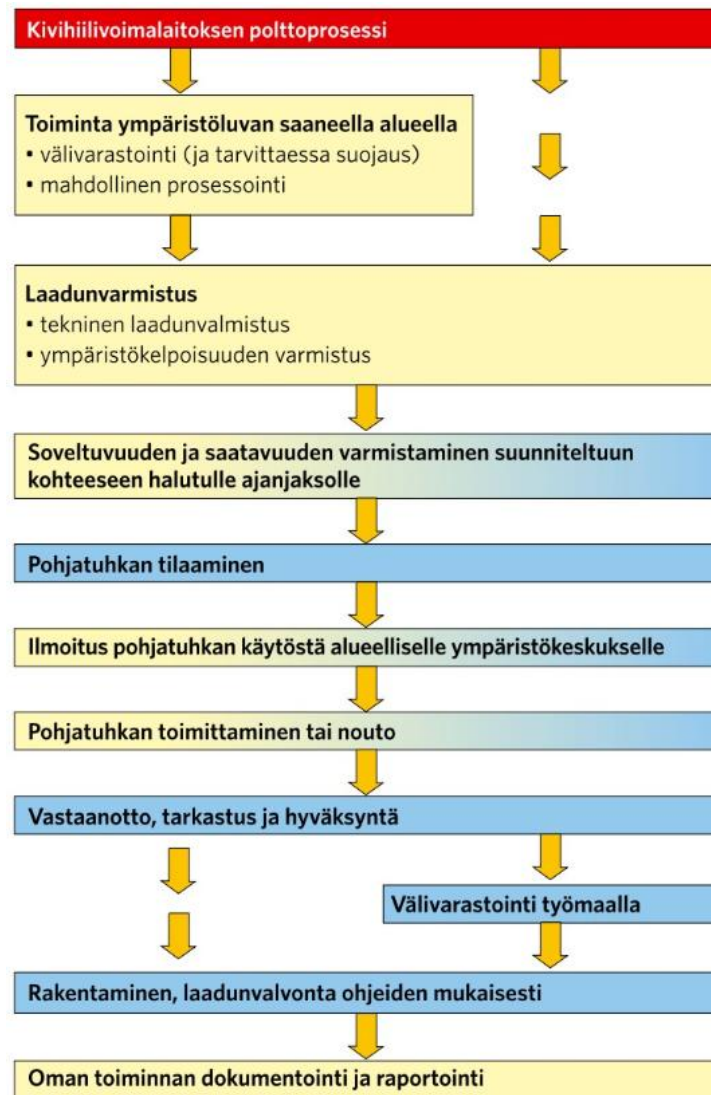 Kivihiilivoimalaitoksen polttoprosessi
Toiminta ympäristöluvan saaneella alueella
• välivarastointi (ja tarvittaessa suojaus)
• mahdollinen prosessointi
Laadunvarmistus
• tekninen laadunvalmistus
• ympäristökelpoisuuden varmistus
Soveltuvuuden ja saatavuuden varmistaminen suunniteltuun
kohteeseen halutulle ajanjaksolle
Pohjatuhkan tilaaminen
Ilmoitus pohjatuhkan käytöstä alueelliselle ympäristökeskukselle
Pohjatuhkan toimittaminen tai nouto
Vastaanotto, tarkastus ja hyväksyntä
Välivarastointi työmaalla
Rakentaminen, laadunvalvonta ohjeiden mukaisesti
Oman toiminnan dokumentointi ja raportointi